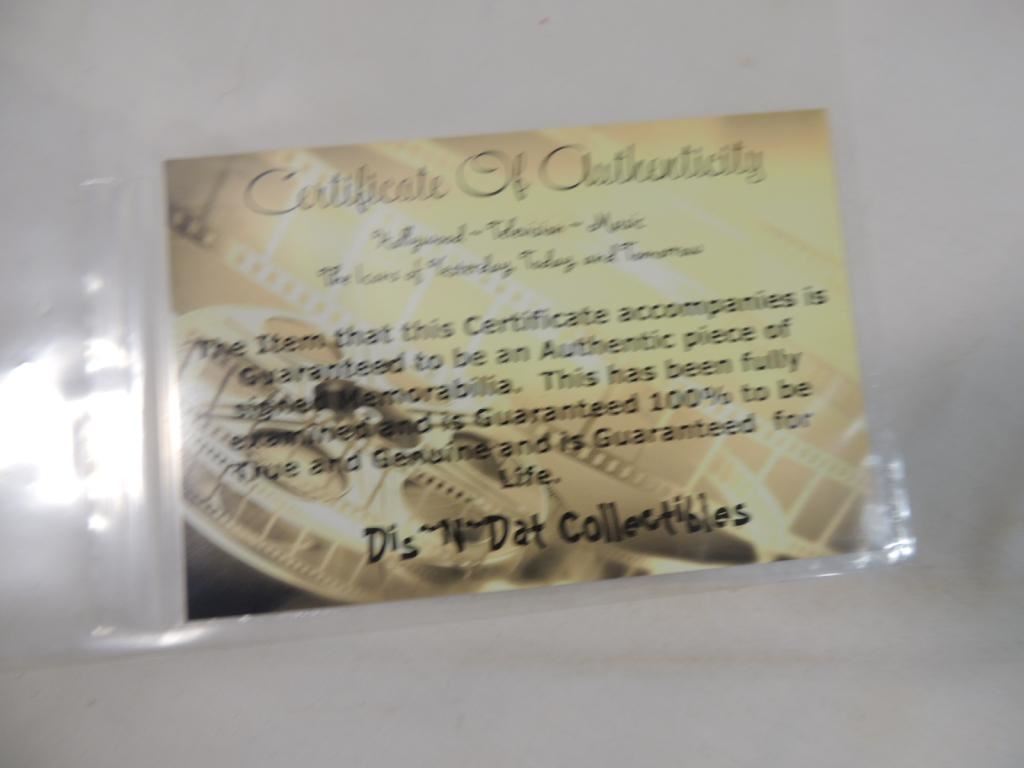 Certificate Of Authenticity
Hollywood ~ Television ~ Music
The Icons of Yesterday, Today and Tomorrow
The Item that this Certificate accompanies is
Guaranteed to be an Authentic piece of
signed Memorabilia. This has been fully
examined and is Guaranteed 100% to be
True and Genuine and is Guaranteed for
Life.
Dis~N~Dat Collectibles